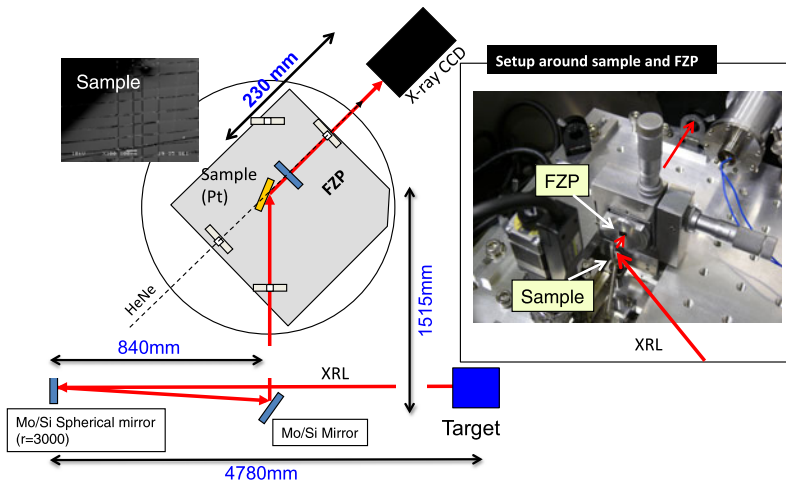 Sample
230 mm
X-ray CCD
Setup around sample and FZP
Sample
(Pt)
FZP
HeNe
FZP
Sample
XRL
1515mm
840mm
XRL
Mo/Si Spherical mirror
(r=3000)
Mo/Si Mirror
Target
4780mm